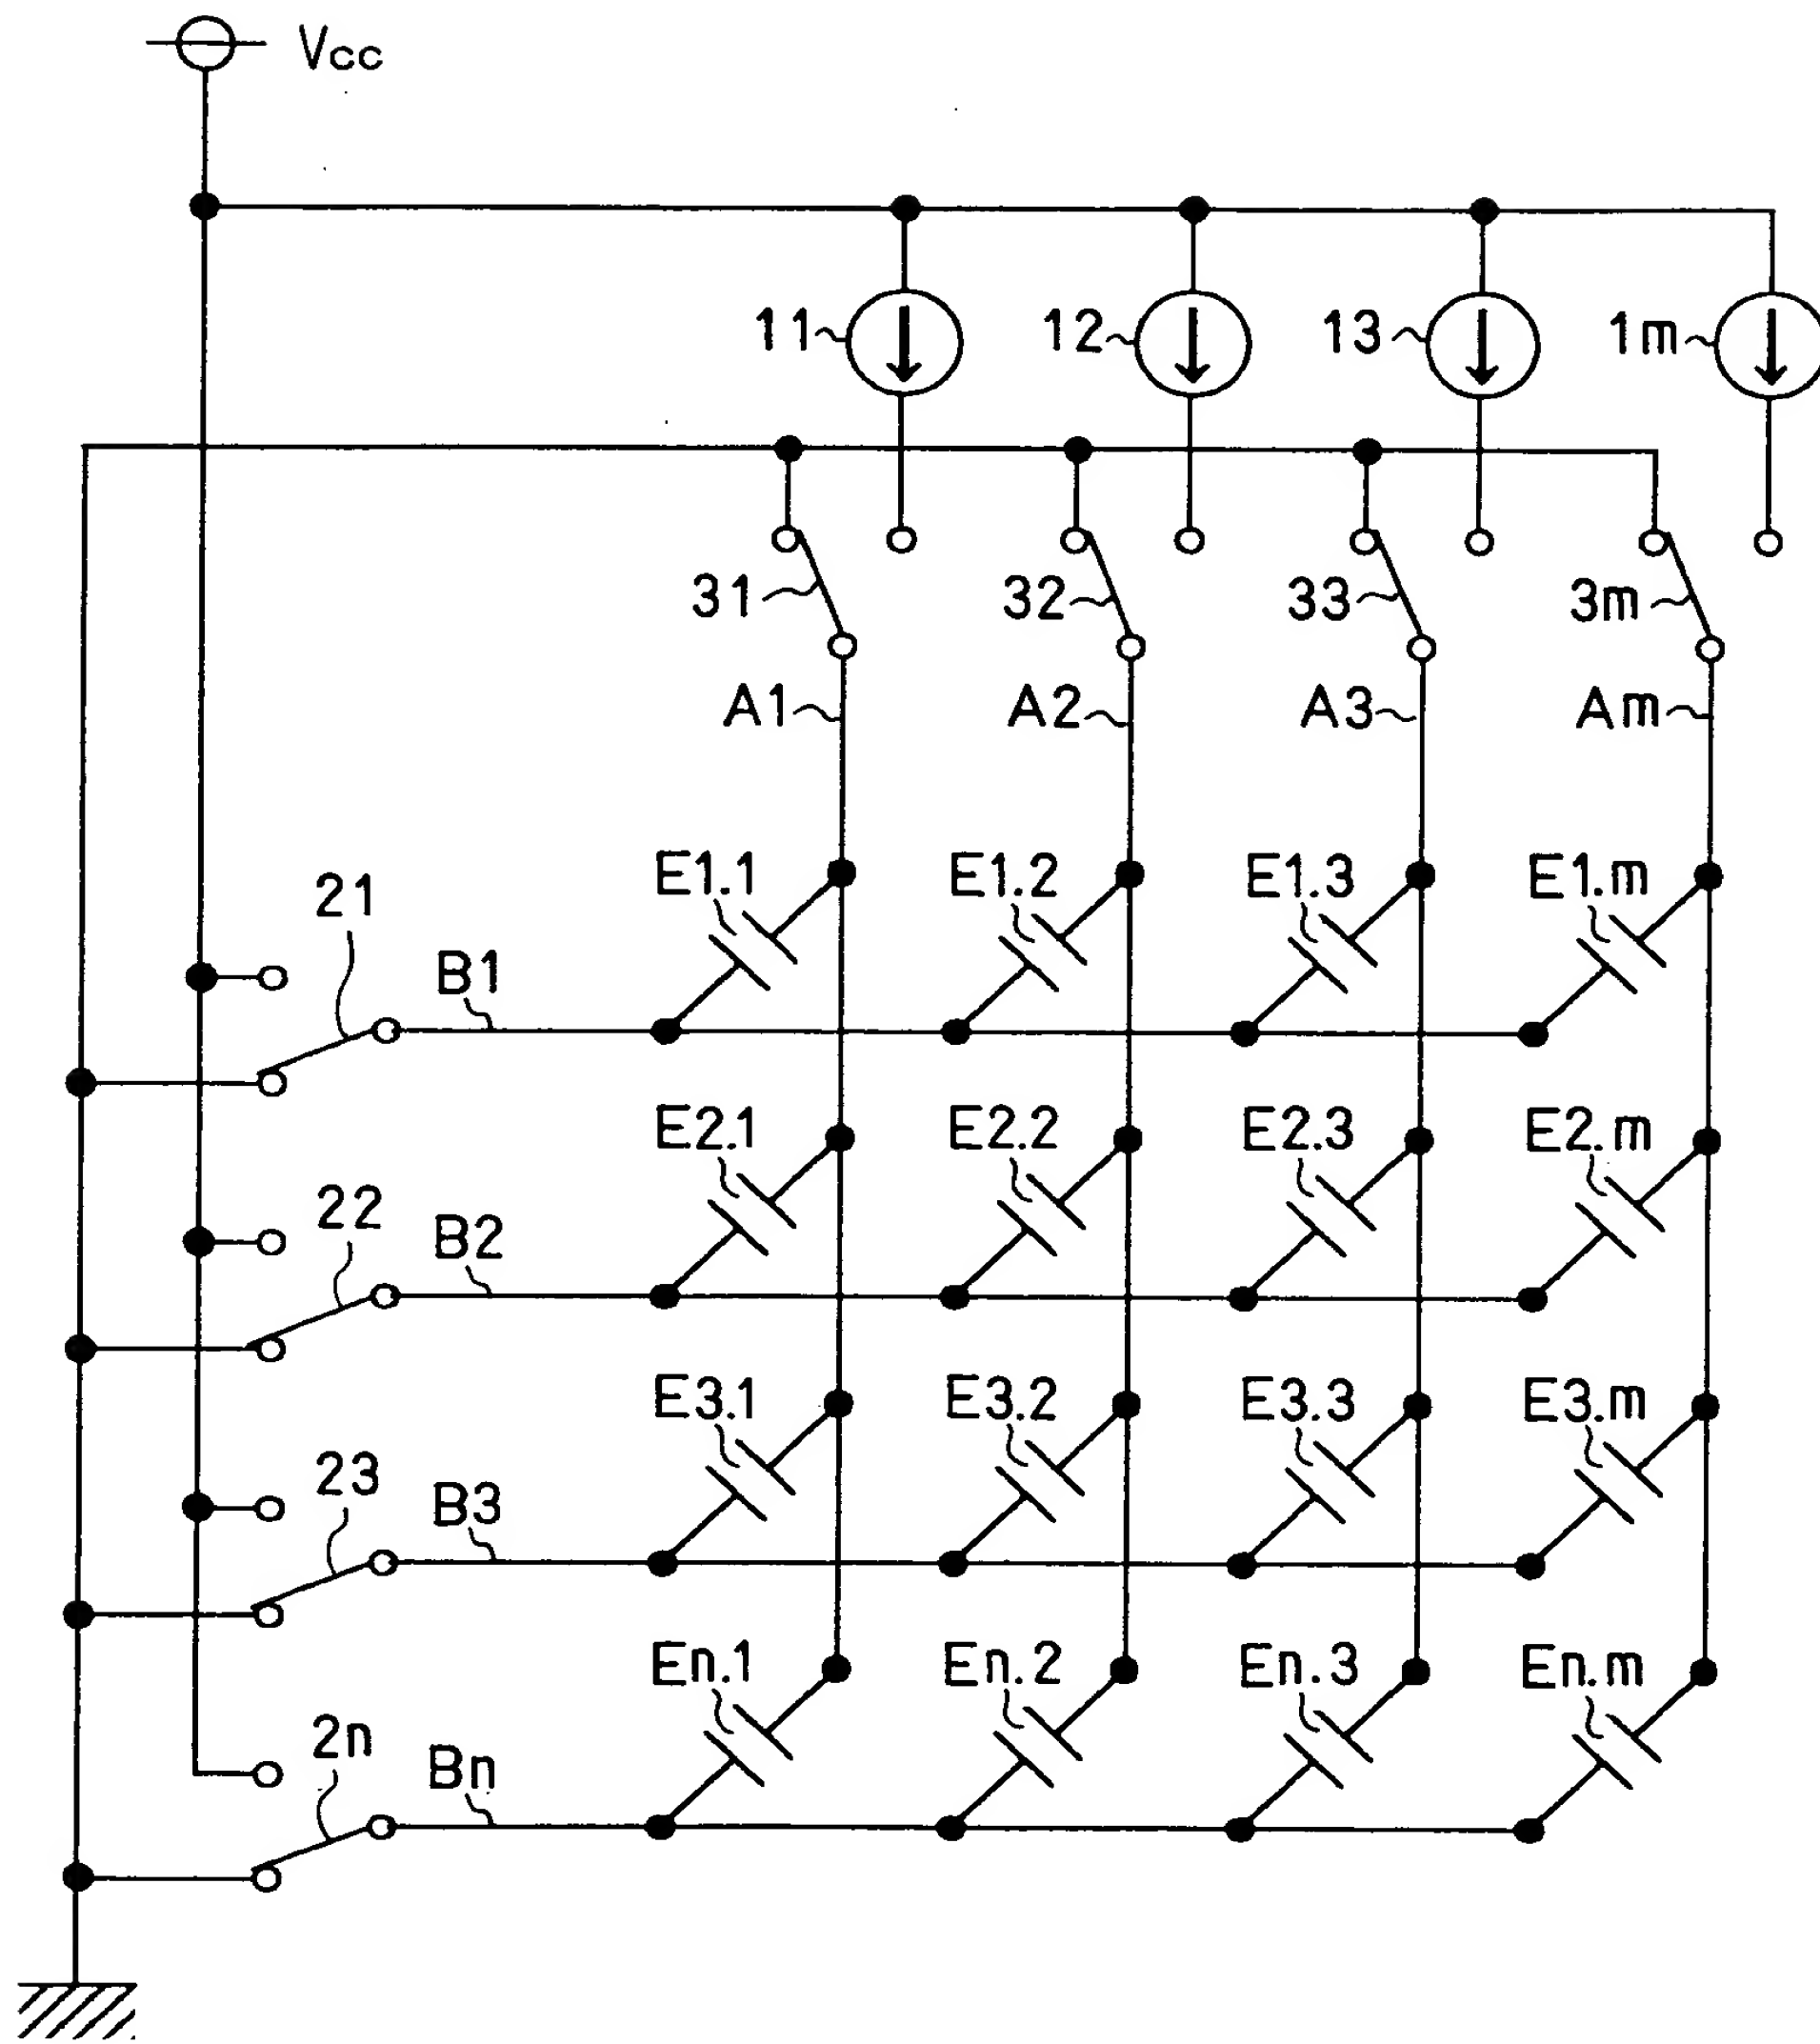 Vcc
11 12 13 1m
31 32 33 3m
A1 A2 A3 Am
E1.1 E1.2 E1.3 E1.m
21
B1
E2.1 E2.2 E2.3 E2.m
22
B2
E3.1 E3.2 E3.3 E3.m
23
B3
En.1 En.2 En.3 En.m
2n
Bn